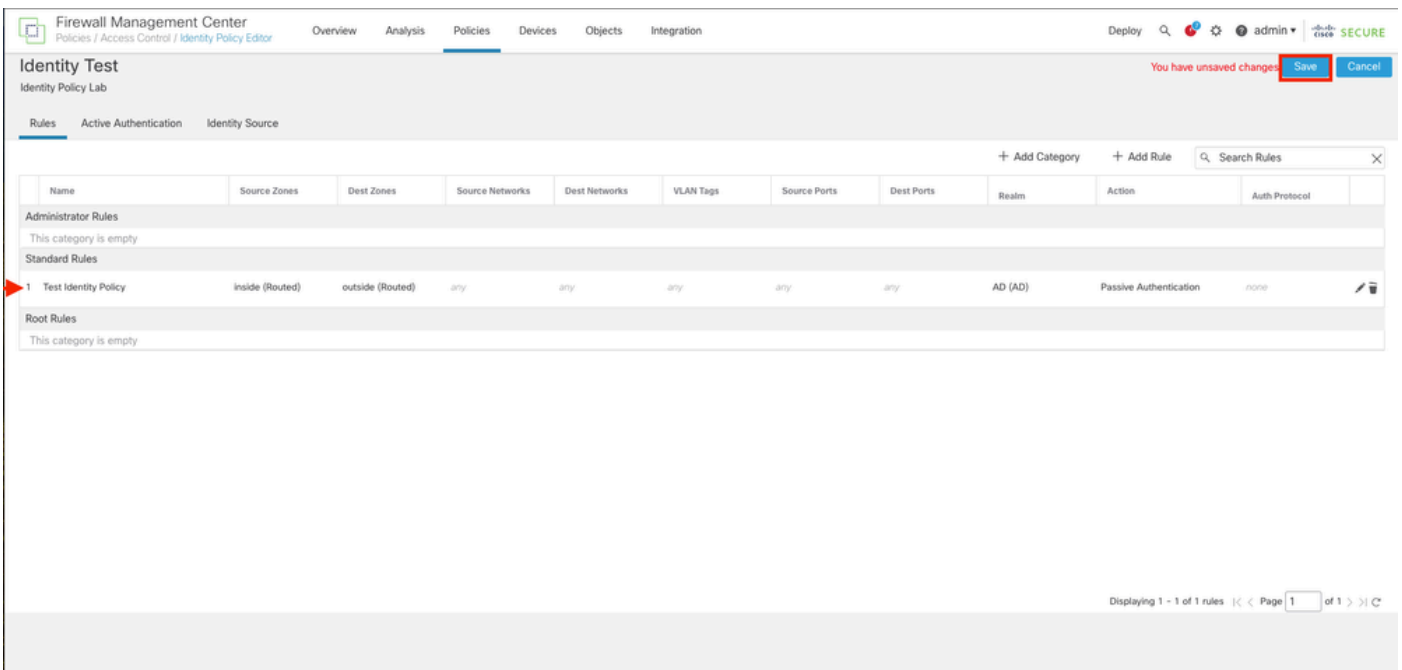 Firewall Management Center
Policies / Access Control / Identity Policy Editor
Overview Analysis Policies Devices Objects Integration
Deploy admin SECURE
Identity Test
You have unsaved changes Save Cancel
Identity Policy Lab
Rules Active Authentication Identity Source
+ Add Category + Add Rule Search Rules
Name Source Zones Dest Zones Source Networks Dest Networks VLAN Tags Source Ports Dest Ports Realm Action Auth Protocol
Administrator Rules
This category is empty
Standard Rules
1 Test Identity Policy inside (Routed) outside (Routed) any any any any any AD (AD) Passive Authentication none
Root Rules
This category is empty
Displaying 1 - 1 of 1 rules |< < Page 1 of 1 > >|